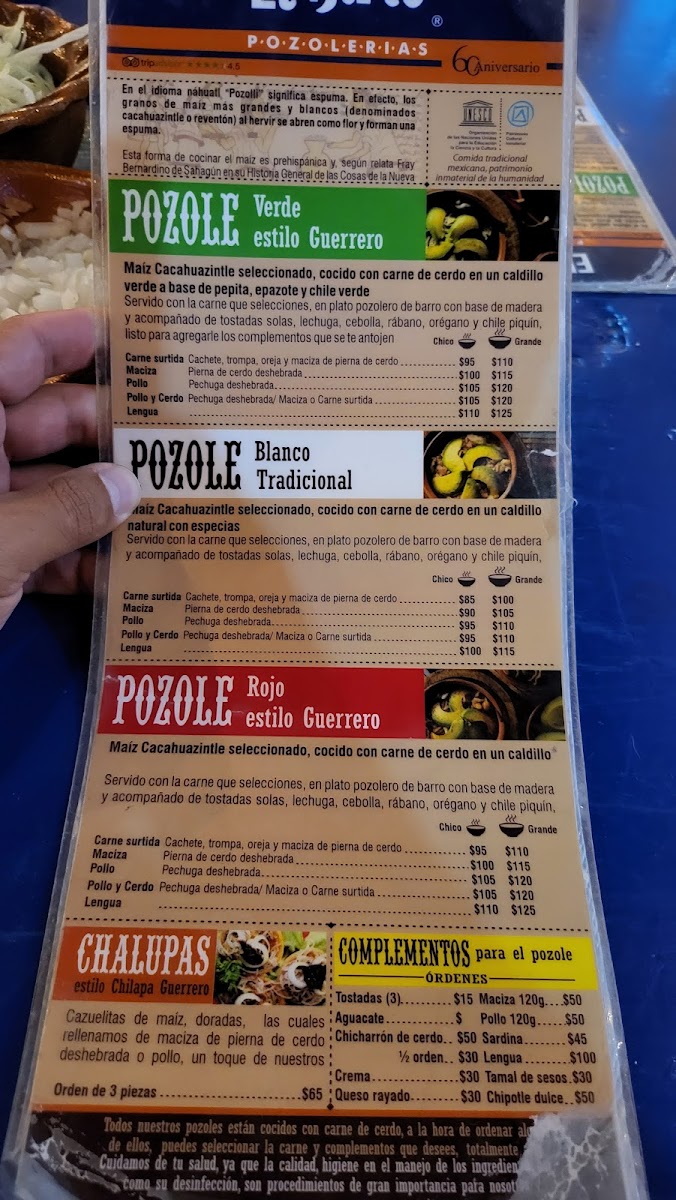 POZOLERIAS
®
tripadvisor 4.5
60 Aniversario
En el idioma náhuatl “Pozolli” significa espuma. En efecto, los
granos de maíz más grandes y blancos (denominados
cacahuazintle o reventón) al hervir se abren como flor y forman una
espuma.
Esta forma de cocinar el maíz es prehispánica y, según relata Fray
Bernardino de Sahagún en su Historia General de las Cosas de la Nueva
UNESCO
Organización
de las Naciones Unidas
para la Educación,
la Ciencia y la Cultura
Patrimonio
Cultural
Inmaterial
Comida tradicional
mexicana, patrimonio
inmaterial de la humanidad
POZOLE Verde
estilo Guerrero
Maíz Cacahuazintle seleccionado, cocido con carne de cerdo en un caldillo
verde a base de pepita, epazote y chile verde
Servido con la carne que selecciones, en plato pozolero de barro con base de madera
y acompañado de tostadas solas, lechuga, cebolla, rábano, orégano y chile piquín,
listo para agregarle los complementos que se te antojen
Chico Grande
Carne surtida Cachete, trompa, oreja y maciza de pierna de cerdo $95 $110
Maciza Pierna de cerdo deshebrada $100 $115
Pollo Pechuga deshebrada $105 $120
Pollo y Cerdo Pechuga deshebrada/ Maciza o Carne surtida $105 $120
Lengua $110 $125
POZOLE Blanco
Tradicional
Maíz Cacahuazintle seleccionado, cocido con carne de cerdo en un caldillo
natural con especias
Servido con la carne que selecciones, en plato pozolero de barro con base de madera
y acompañado de tostadas solas, lechuga, cebolla, rábano, orégano y chile piquín,
Chico Grande
Carne surtida Cachete, trompa, oreja y maciza de pierna de cerdo $85 $100
Maciza Pierna de cerdo deshebrada $90 $105
Pollo Pechuga deshebrada $95 $110
Pollo y Cerdo Pechuga deshebrada/ Maciza o Carne surtida $95 $110
Lengua $100 $115
POZOLE Rojo
estilo Guerrero
Maíz Cacahuazintle seleccionado, cocido con carne de cerdo en un caldillo
Servido con la carne que selecciones, en plato pozolero de barro con base de madera
y acompañado de tostadas solas, lechuga, cebolla, rábano, orégano y chile piquín,
Chico Grande
Carne surtida Cachete, trompa, oreja y maciza de pierna de cerdo $95 $110
Maciza Pierna de cerdo deshebrada $100 $115
Pollo Pechuga deshebrada $105 $120
Pollo y Cerdo Pechuga deshebrada/ Maciza o Carne surtida $105 $120
Lengua $110 $125
CHALUPAS
estilo Chilapa Guerrero
Cazuelitas de maíz, doradas, las cuales
rellenamos de maciza de pierna de cerdo
deshebrada o pollo, un toque de nuestros
Orden de 3 piezas $65
COMPLEMENTOS para el pozole
ÓRDENES
Tostadas (3) $15 Maciza 120g $50
Aguacate $ Pollo 120g $50
Chicharrón de cerdo $50 Sardina $45
½ orden $30 Lengua $100
Crema $30 Tamal de sesos $30
Queso rayado $30 Chipotle dulce $50
Todos nuestros pozoles están cocidos con carne de cerdo, a la hora de ordenar
de ellos, puedes seleccionar la carne y complementos que desees, totalmente
Cuidamos de tu salud, ya que la calidad, higiene en el manejo de los
como su desinfección, son procedimientos de gran importancia para